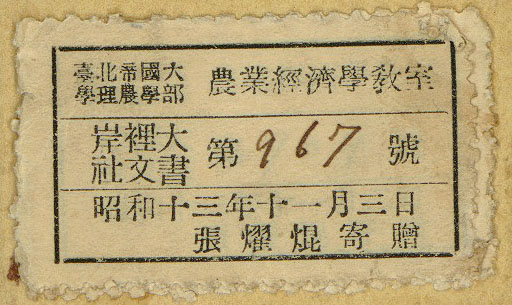 臺北帝國大學理農學部 農業經濟學教室
岸裡大社文書 第967號
昭和十三年十一月三日
張燿焜寄贈